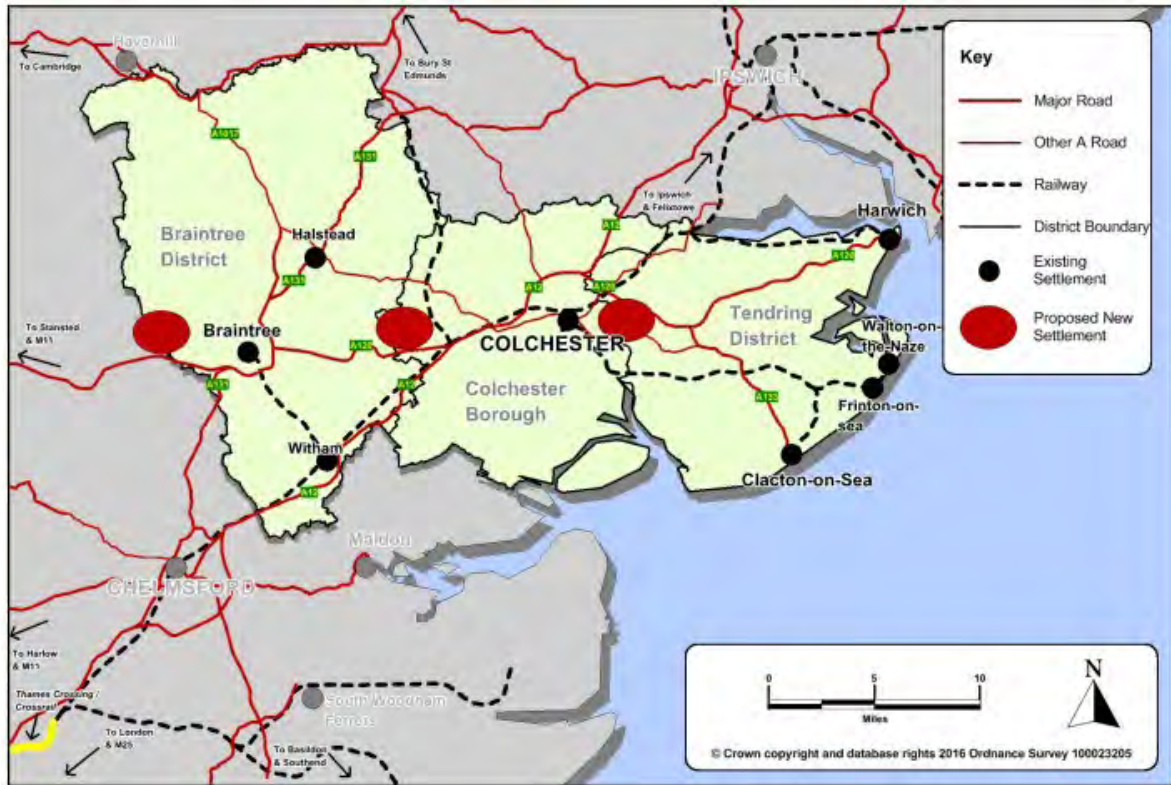 Haverhill
To Cambridge
To Bury St
Edmunds
IPSWICH
A1017
A131
To Ipswich
& Felixstowe
Braintree
District
Halstead
A131
A12
Harwich
A120
A12
A120
To Stansted
& M11
Braintree
A120
COLCHESTER
Tendring
District
Walton-on-
the-Naze
A131
A12
Colchester
Borough
A133
Frinton-on-
sea
Witham
Clacton-on-Sea
A12
Maldon
CHELMSFORD
To Harlow
& M11
Thames Crossing /
Crossrail
South Woodham
Ferrers
To London
& M25
To Basildon
& Southend
Key
Major Road
Other A Road
Railway
District Boundary
Existing
Settlement
Proposed New
Settlement
0 5 10
Miles
N
© Crown copyright and database rights 2016 Ordnance Survey 100023205